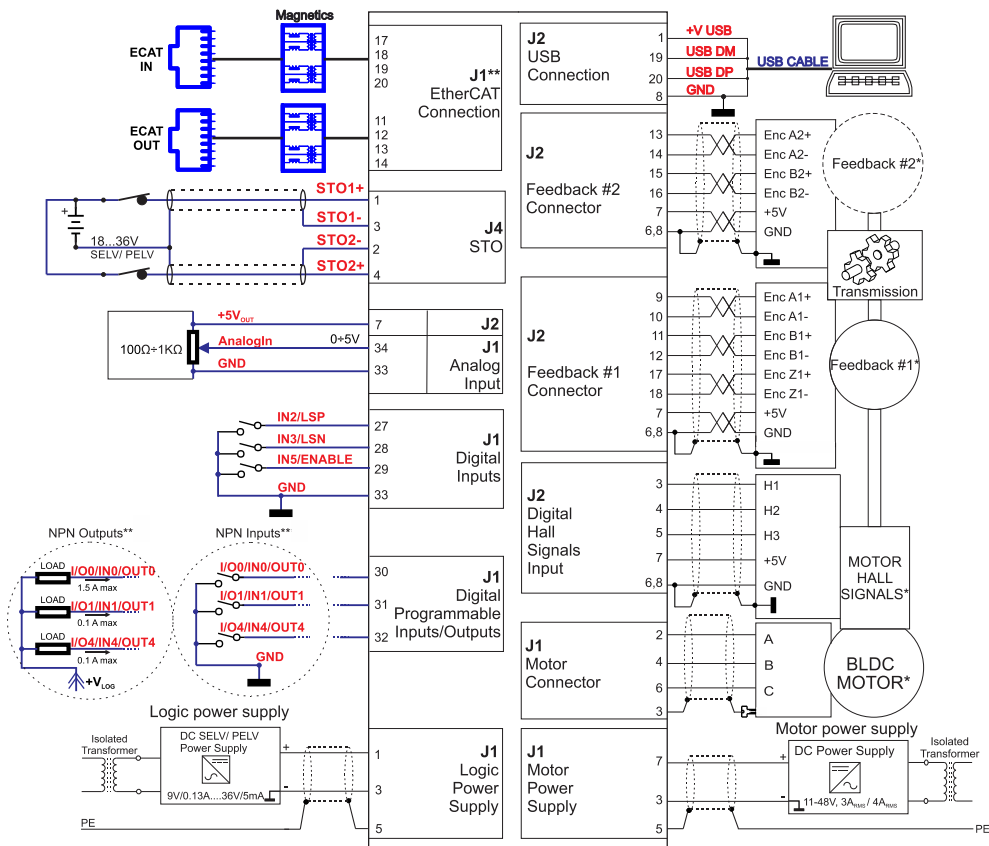 Magnetics
ECAT
IN
17
18
19
20
J1**
EtherCAT
Connection
ECAT
OUT
11
12
13
14
STO1+
1
STO1-
3
STO2-
2
STO2+
4
J4
STO
+
18...36V
SELV/ PELV
+5VOUT
7
J2
100Ω÷1KΩ
AnalogIn
0÷5V
34
GND
33
J1
Analog
Input
IN2/LSP
27
IN3/LSN
28
IN5/ENABLE
29
GND
33
J1
Digital
Inputs
NPN Outputs**
LOAD
I/O0/IN0/OUT0
1.5 A max
LOAD
I/O1/IN1/OUT1
0.1 A max
LOAD
I/O4/IN4/OUT4
0.1 A max
+VLOG
NPN Inputs**
I/O0/IN0/OUT0
30
I/O1/IN1/OUT1
31
I/O4/IN4/OUT4
32
GND
J1
Digital
Programmable
Inputs/Outputs
Logic power supply
Isolated
Transformer
DC SELV/ PELV
Power Supply
9V/0.13A....36V/5mA
+
-
1
3
5
PE
J1
Logic
Power
Supply
J2
USB
Connection
1
+V USB
19
USB DM
20
USB DP
8
GND
USB CABLE
J2
Feedback #2
Connector
13
Enc A2+
14
Enc A2-
15
Enc B2+
16
Enc B2-
7
+5V
6,8
GND
Feedback #2*
Transmission
J2
Feedback #1
Connector
9
Enc A1+
10
Enc A1-
11
Enc B1+
12
Enc B1-
17
Enc Z1+
18
Enc Z1-
7
+5V
6,8
GND
Feedback #1*
J2
Digital
Hall
Signals
Input
3
H1
4
H2
5
H3
7
+5V
6,8
GND
MOTOR
HALL
SIGNALS*
J1
Motor
Connector
2
A
4
B
6
C
3
BLDC
MOTOR*
Motor power supply
J1
Motor
Power
Supply
7
3
5
+
-
DC Power Supply
11-48V, 3ARMS / 4ARMS
Isolated
Transformer
PE